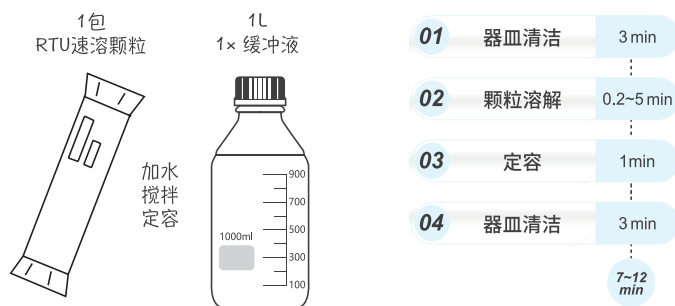 1包
RTU速溶颗粒
1L
1× 缓冲液
加水
搅拌
定容
1000ml
900
700
500
300
100
01 器皿清洁 3 min
02 颗粒溶解 0.2~5 min
03 定容 1min
04 器皿清洁 3 min
7~12
min